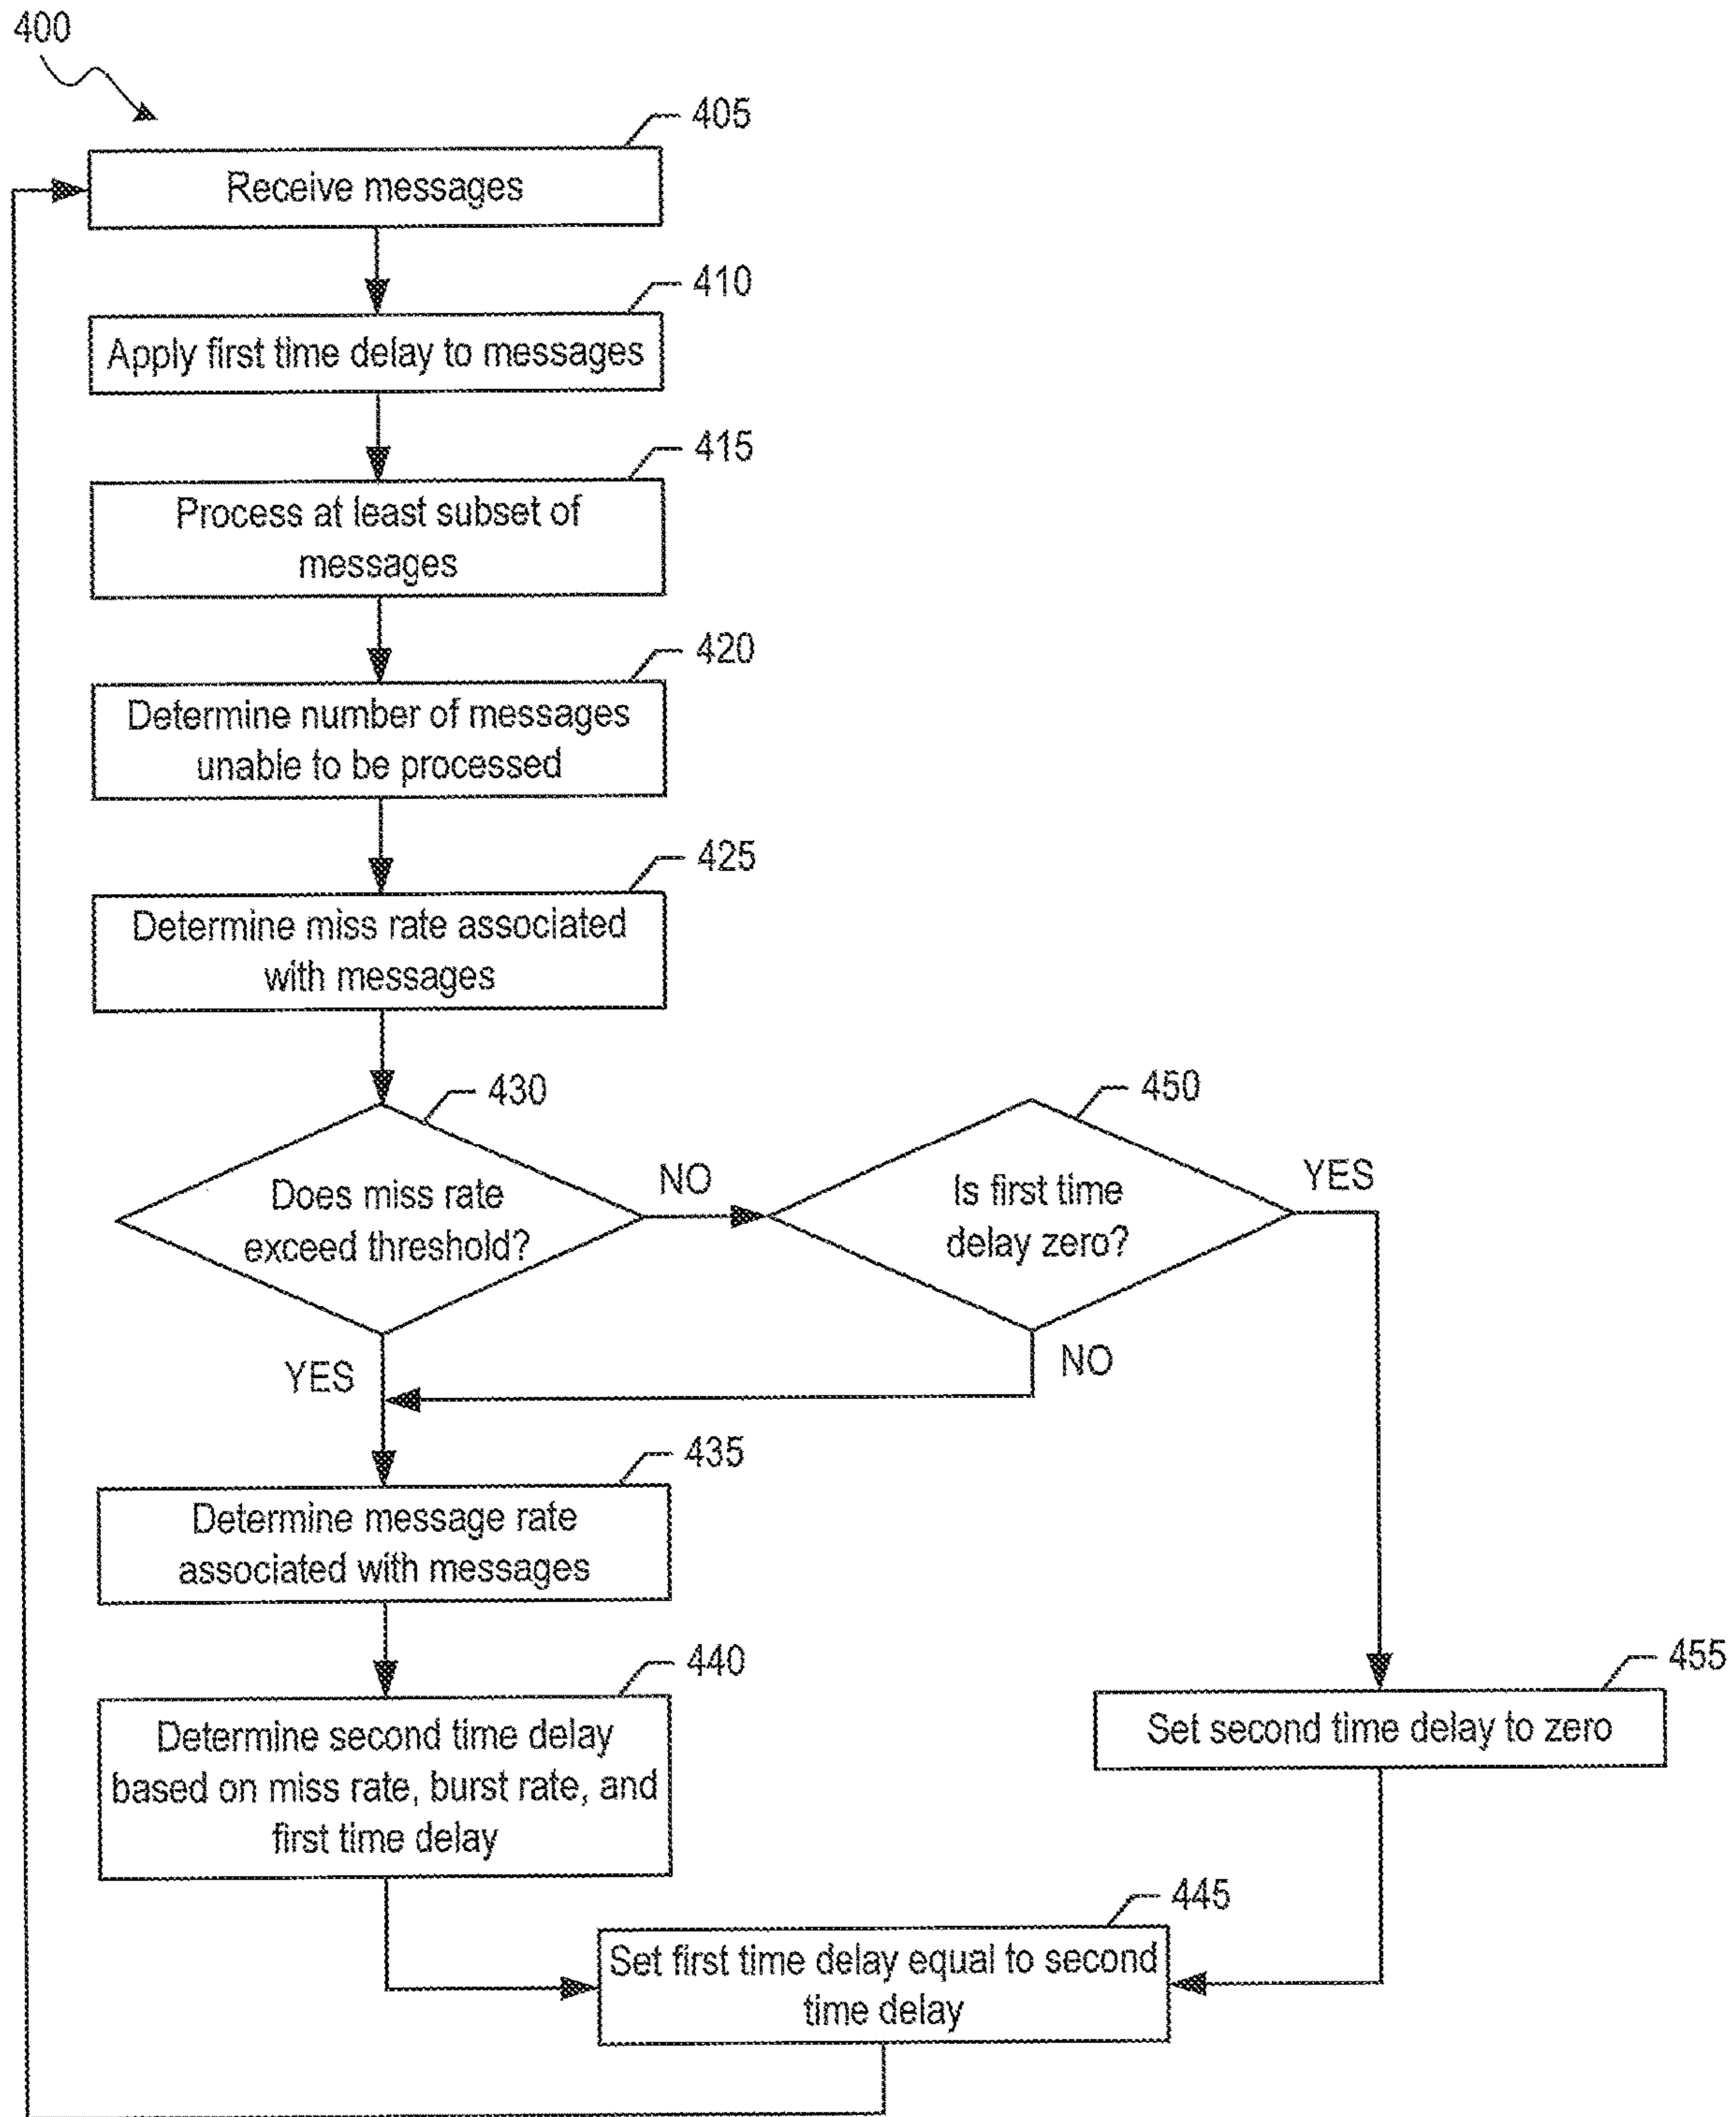 400
405
Receive messages
410
Apply first time delay to messages
415
Process at least subset of
messages
420
Determine number of messages
unable to be processed
425
Determine miss rate associated
with messages
430
Does miss rate
exceed threshold?
NO
450
Is first time
delay zero?
YES
YES
NO
435
Determine message rate
associated with messages
440
Determine second time delay
based on miss rate, burst rate, and
first time delay
455
Set second time delay to zero
445
Set first time delay equal to second
time delay